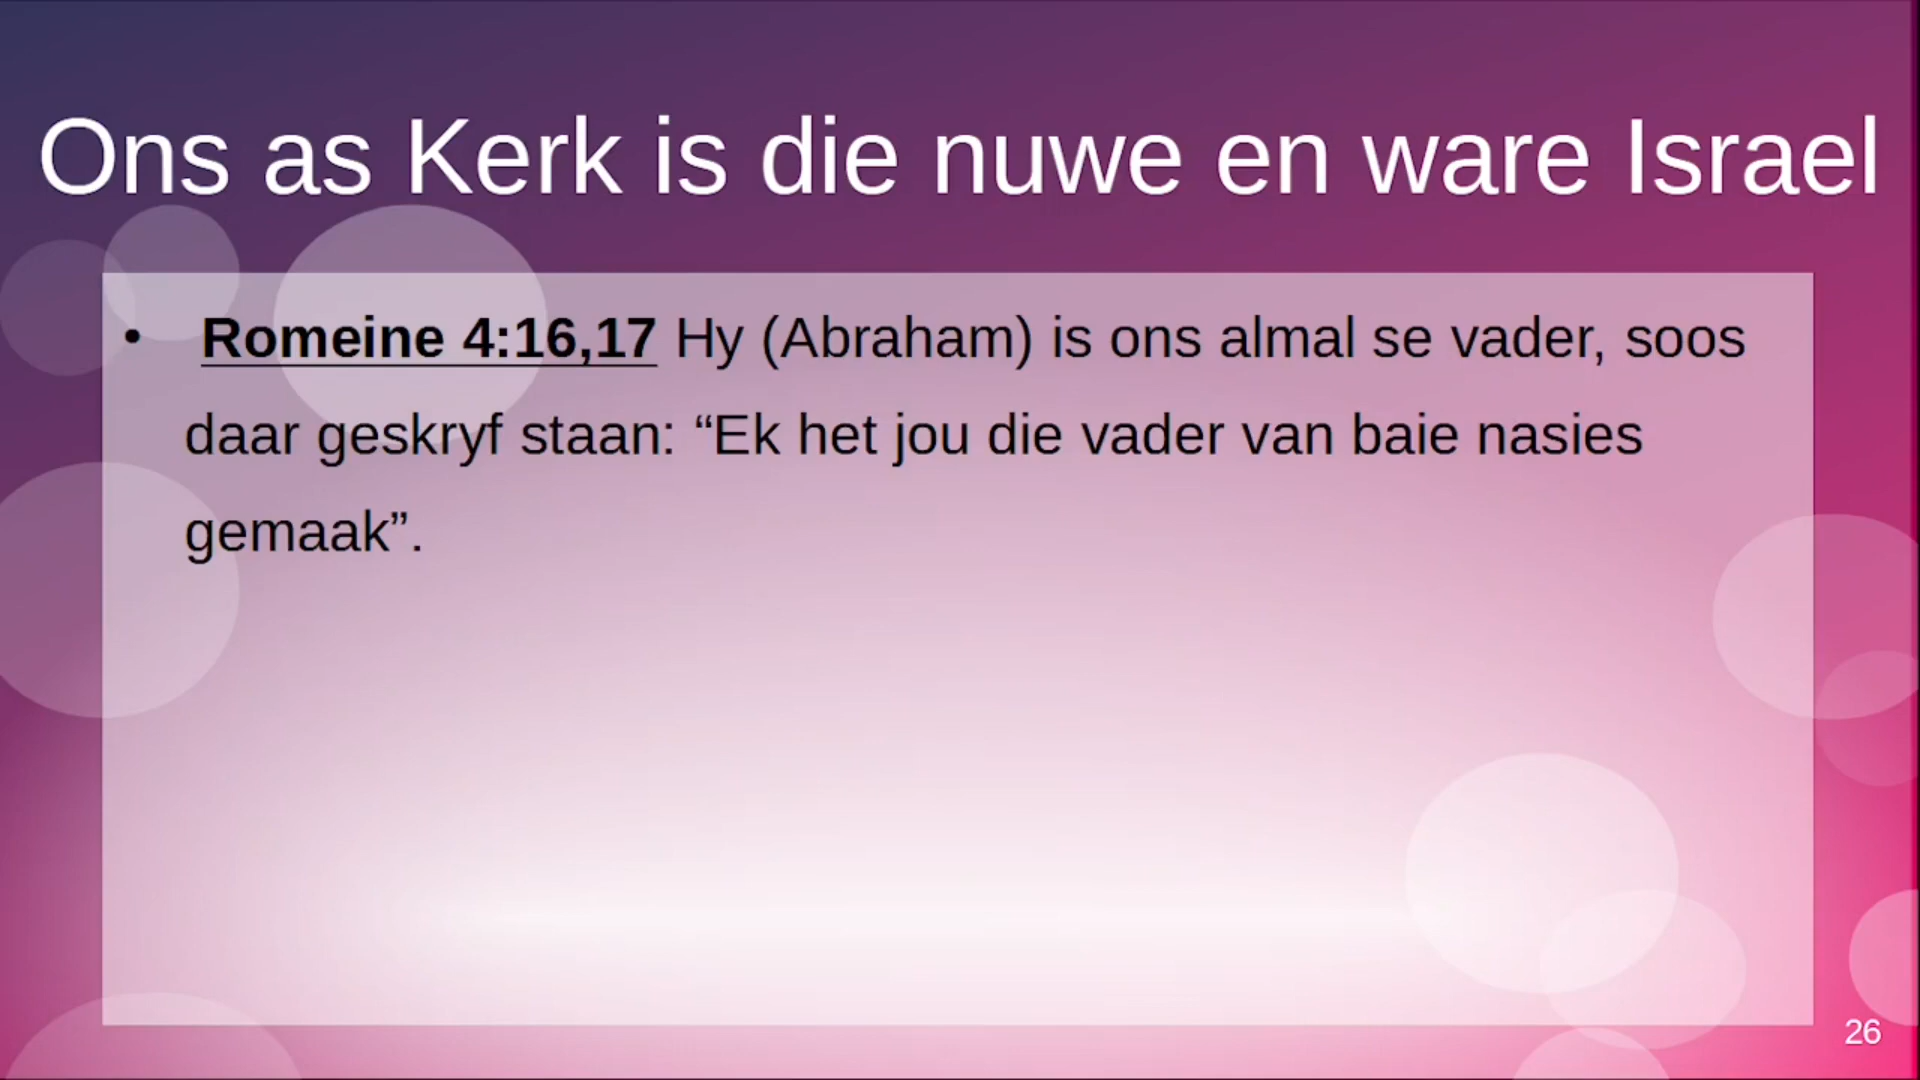 Ons as Kerk is die nuwe en ware Israel
• Romeine 4:16,17 Hy (Abraham) is ons almal se vader, soos
daar geskryf staan: “Ek het jou die vader van baie nasies
gemaak”.
26